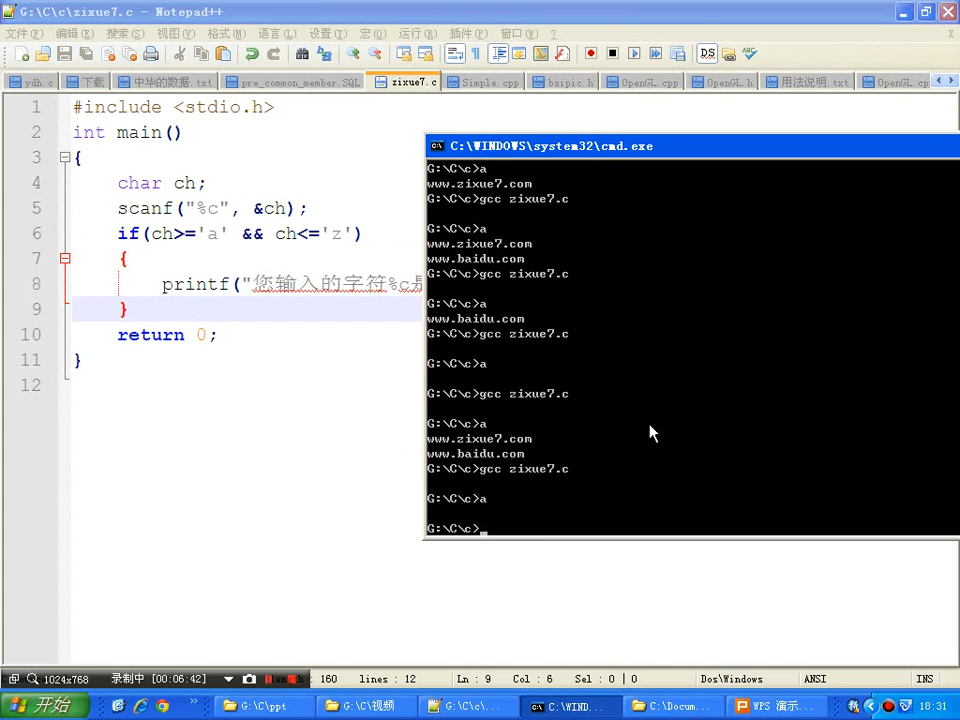 G:\C\c\zixue7.c - Notepad++
文件(F) 编辑(E) 搜索(S) 视图(V) 格式(M) 语言(L) 设置(T) 宏(O) 运行(R) 插件(P) 窗口(W) ?
ydh.c 下载 中华的数据.txt pre_common_member.SQL zixue7.c Simple.cpp bsipic.h OpenGL.cpp OpenGL.h 用法说明.txt OpenGL.cp
1 #include <stdio.h>
2 int main()
3 {
4 char ch;
5 scanf("%c", &ch);
6 if(ch>='a' && ch<='z')
7 {
8 printf("您输入的字符%c是
9 }
10 return 0;
11 }
12
C:\WINDOWS\system32\cmd.exe
G:\C\c>a
www.zixue7.com
G:\C\c>gcc zixue7.c
G:\C\c>a
www.zixue7.com
www.baidu.com
G:\C\c>gcc zixue7.c
G:\C\c>a
www.baidu.com
G:\C\c>gcc zixue7.c
G:\C\c>a
G:\C\c>gcc zixue7.c
G:\C\c>a
www.zixue7.com
www.baidu.com
G:\C\c>gcc zixue7.c
G:\C\c>a
G:\C\c>_
1024x768 录制中 [00:06:42] : 160 lines : 12 Ln : 9 Col : 6 Sel : 0 | 0 Dos\Windows ANSI INS
开始 G:\C\ppt G:\C\视频 G:\C\c\... C:\WIND... C:\Docum... WPS 演示... 18:31